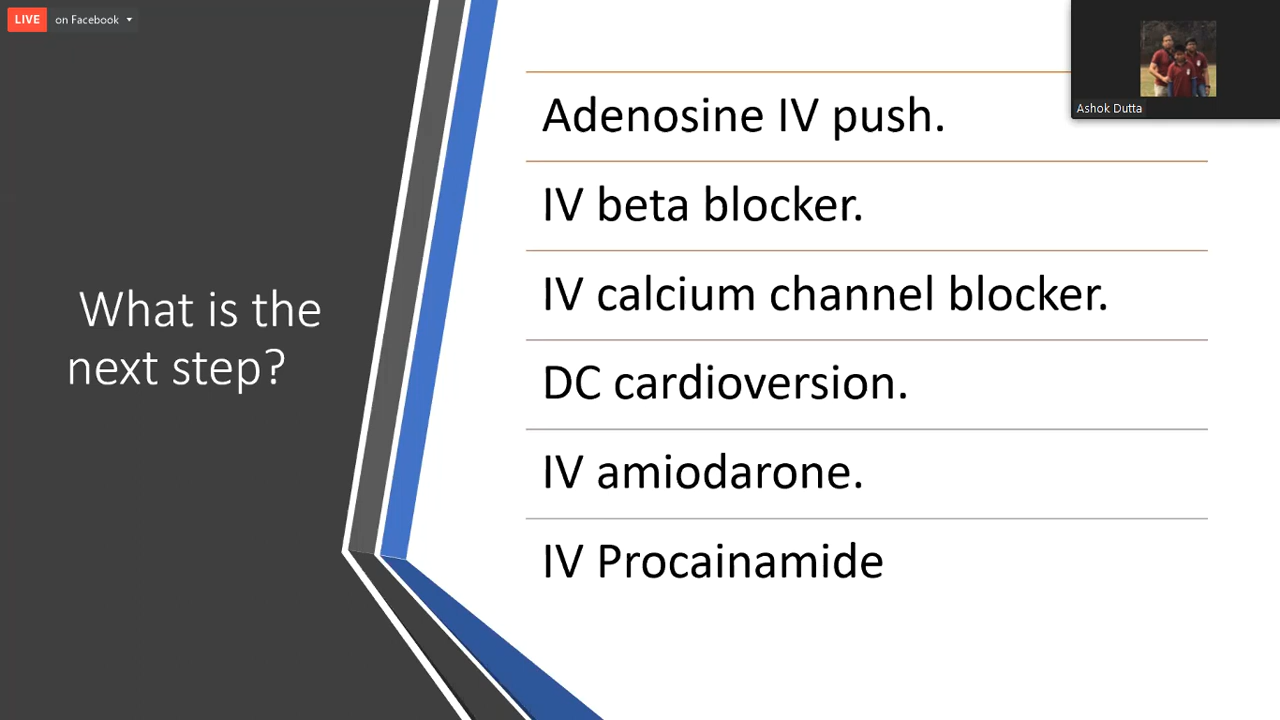 LIVE on Facebook
Ashok Dutta
What is the
next step?
Adenosine IV push.
IV beta blocker.
IV calcium channel blocker.
DC cardioversion.
IV amiodarone.
IV Procainamide